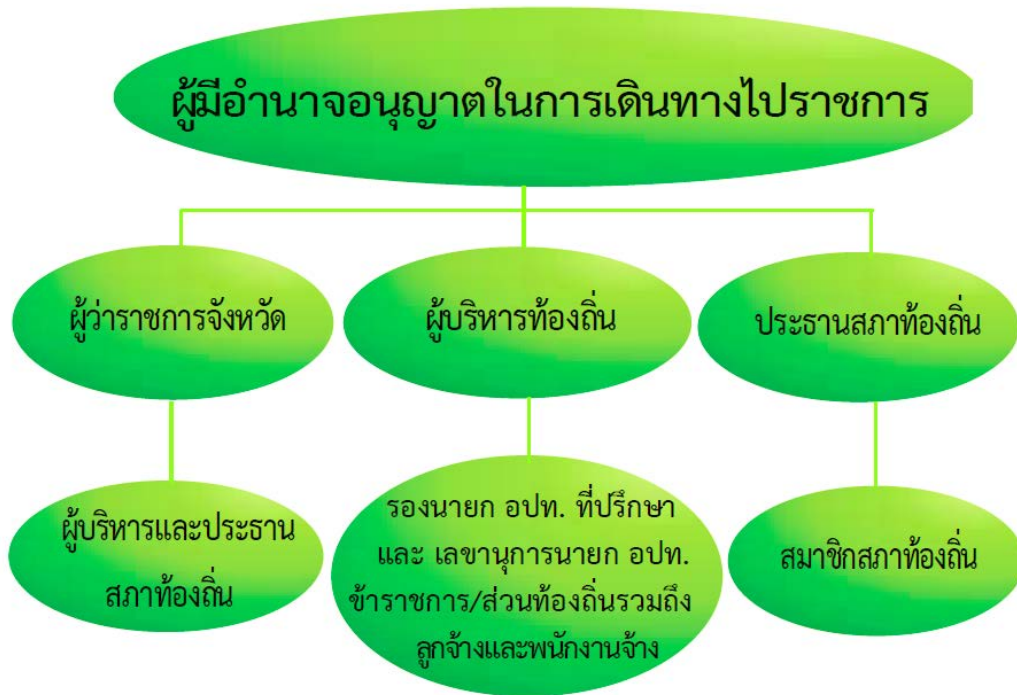 ผู้มีอำนาจอนุญาตในการเดินทางไปราชการ
ผู้ว่าราชการจังหวัด
ผู้บริหารท้องถิ่น
ประธานสภาท้องถิ่น
ผู้บริหารและประธาน
สภาท้องถิ่น
รองนายก อปท. ที่ปรึกษา
และ เลขานุการนายก อปท.
ข้าราชการ/ส่วนท้องถิ่นรวมถึง
ลูกจ้างและพนักงานจ้าง
สมาชิกสภาท้องถิ่น